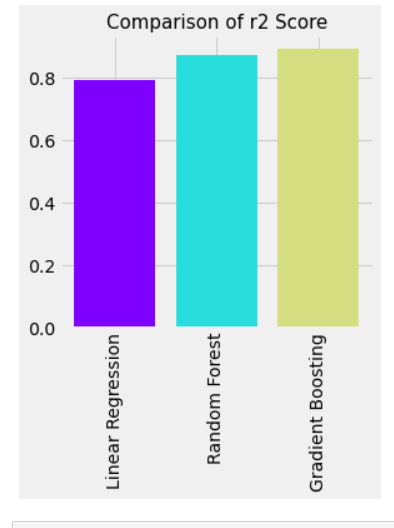 Comparison of r2 Score
0.8
0.6
0.4
0.2
0.0
Linear Regression
Random Forest
Gradient Boosting